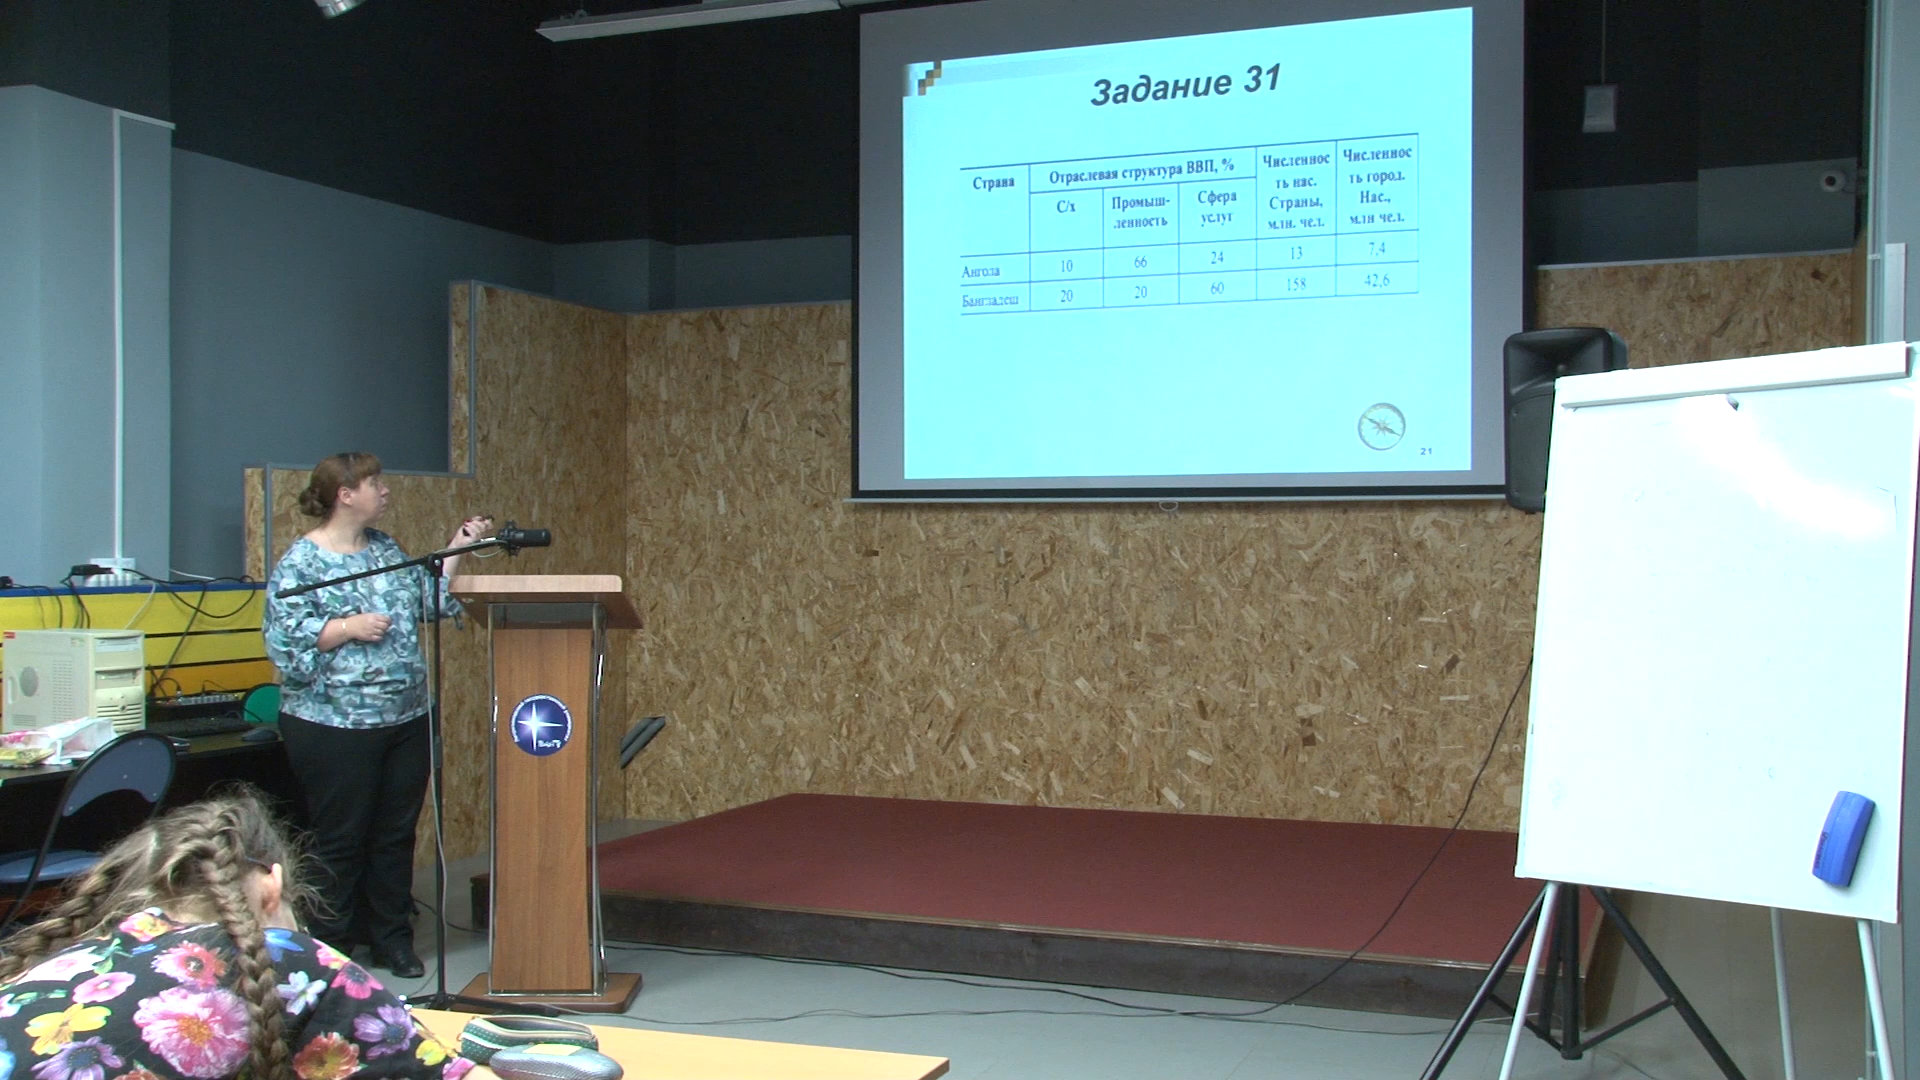 Задание 31
Страна
Отраслевая структура ВВП, %
Численнос
ть нас.
Страны,
млн. чел.
Численнос
ть город.
Нас.,
млн чел.
С/х
Промыш-
ленность
Сфера
услуг
Ангола 10 66 24 13 7,4
Бангладеш 20 20 60 158 42,6
21